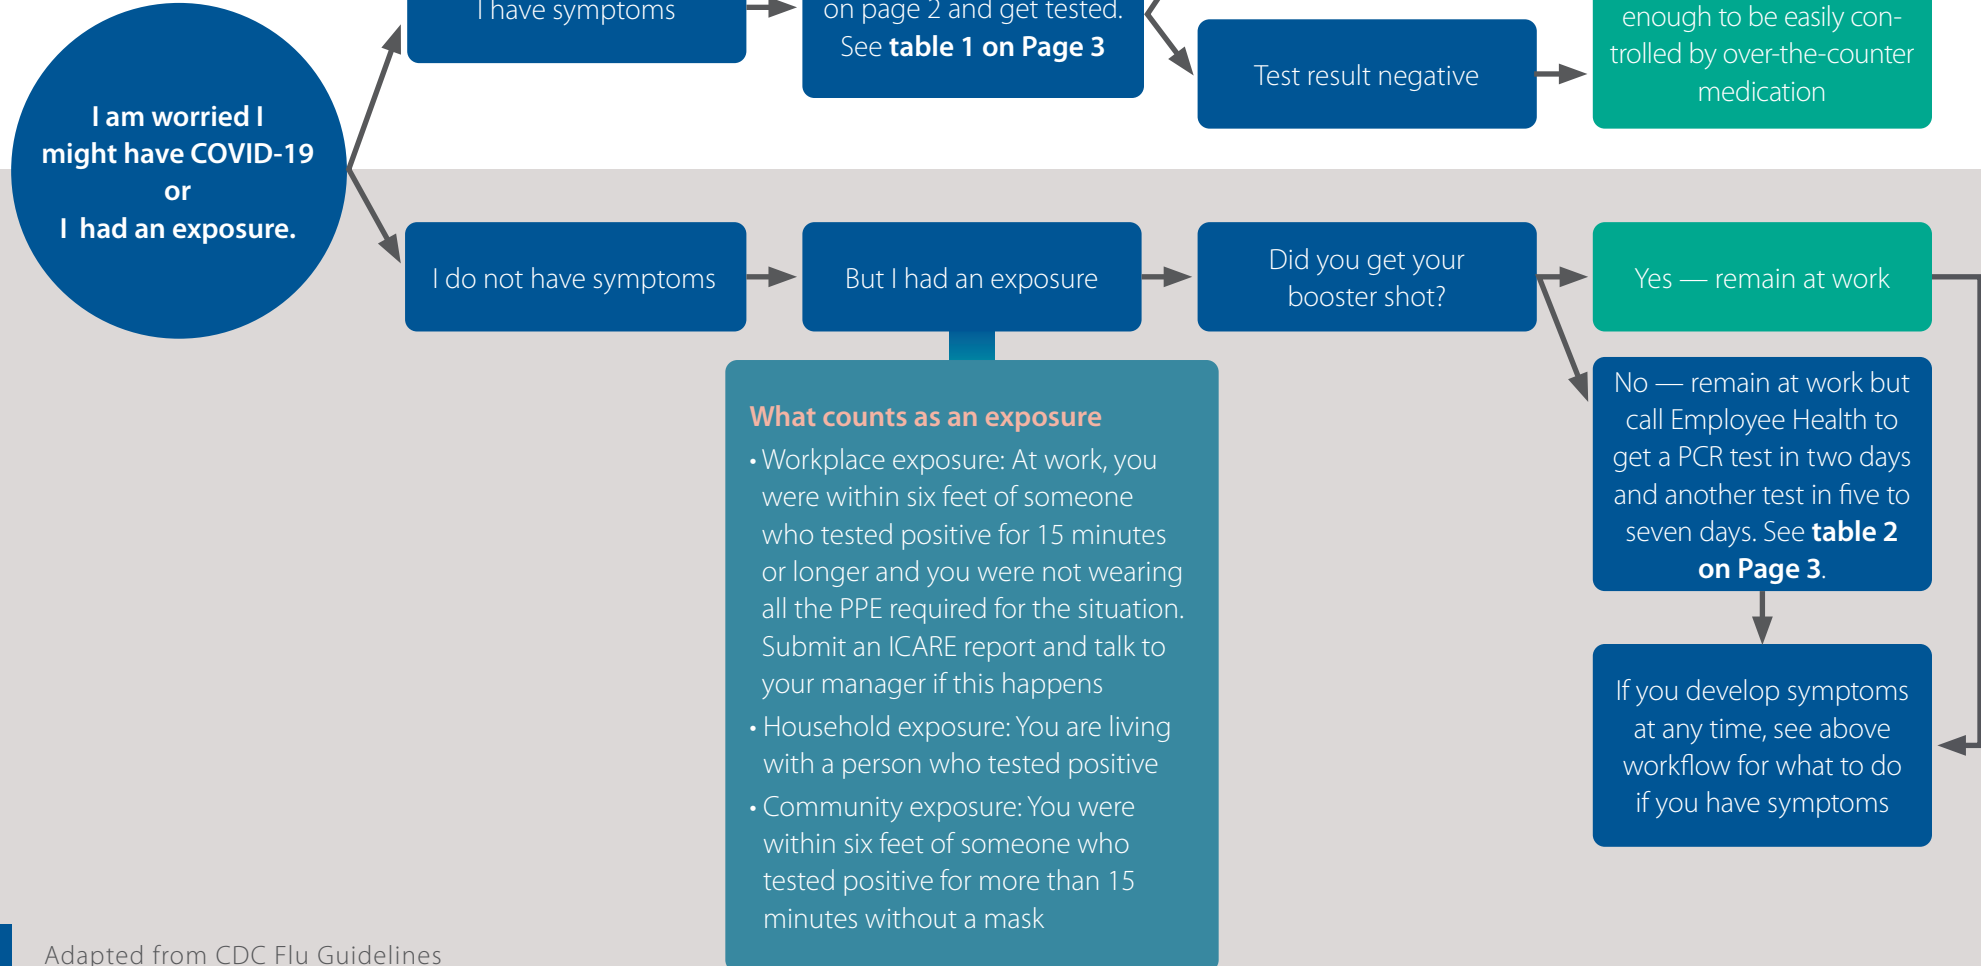 I have symptoms
on page 2 and get tested.
See table 1 on Page 3
Test result negative
enough to be easily con-
trolled by over-the-counter
medication
I am worried I
might have COVID-19
or
I had an exposure.
I do not have symptoms
But I had an exposure
Did you get your
booster shot?
Yes — remain at work
No — remain at work but
call Employee Health to
get a PCR test in two days
and another test in five to
seven days. See table 2
on Page 3.
If you develop symptoms
at any time, see above
workflow for what to do
if you have symptoms
What counts as an exposure
• Workplace exposure: At work, you
were within six feet of someone
who tested positive for 15 minutes
or longer and you were not wearing
all the PPE required for the situation.
Submit an ICARE report and talk to
your manager if this happens
• Household exposure: You are living
with a person who tested positive
• Community exposure: You were
within six feet of someone who
tested positive for more than 15
minutes without a mask
Adapted from CDC Flu Guidelines